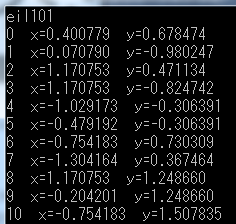 eil101
0  x=0.400779  y=0.678474
1  x=0.070790  y=-0.980247
2  x=1.170753  y=0.471134
3  x=1.170753  y=-0.824742
4  x=-1.029173  y=-0.306391
5  x=-0.479192  y=-0.306391
6  x=-0.754183  y=0.730309
7  x=-1.304164  y=0.367464
8  x=1.170753  y=1.248660
9  x=-0.204201  y=1.248660
10  x=-0.754183  y=1.507835